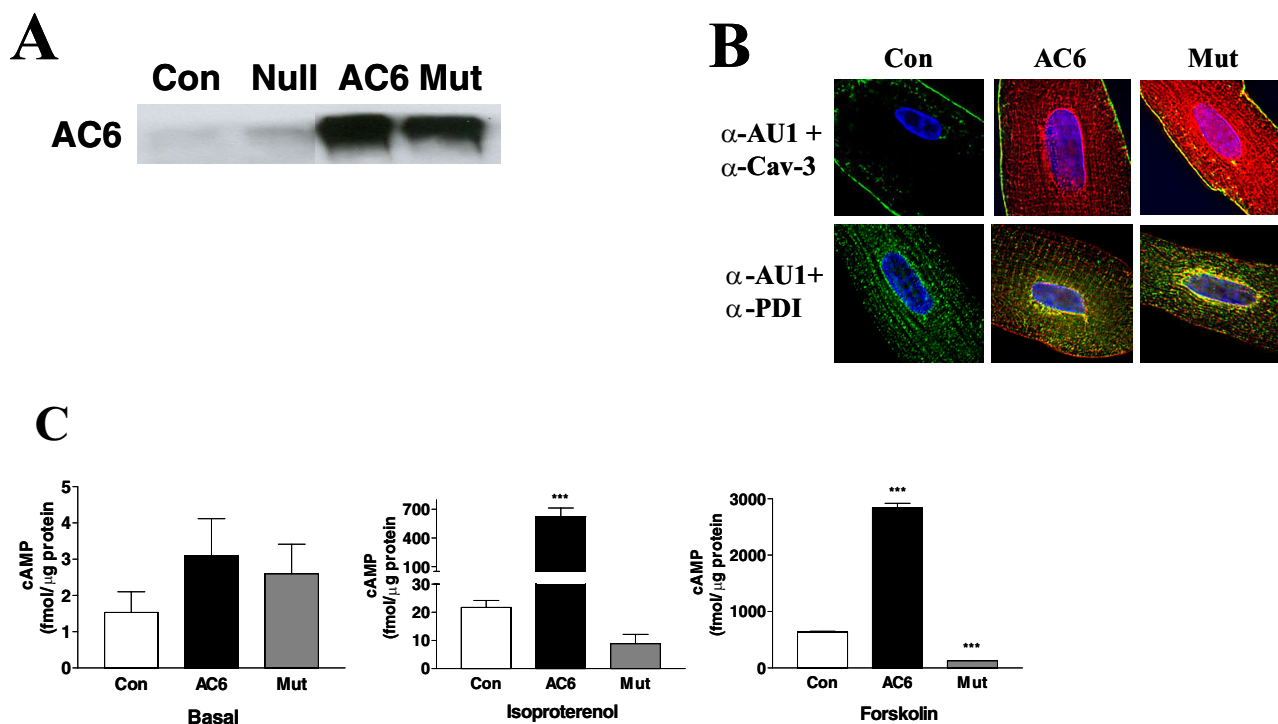 A
Con Null AC6 Mut
AC6
B
Con AC6 Mut
α-AU1 +
α-Cav-3
α-AU1+
α-PDI
C
cAMP
(fmol/μg protein)
5
4
3
2
1
0
Con AC6 Mut
Basal
cAMP
(fmol/μg protein)
700
400
100
30
20
10
0
***
Con AC6 Mut
Isoproterenol
cAMP
(fmol/μg protein)
3000
2000
1000
0
***
***
Con AC6 Mut
Forskolin